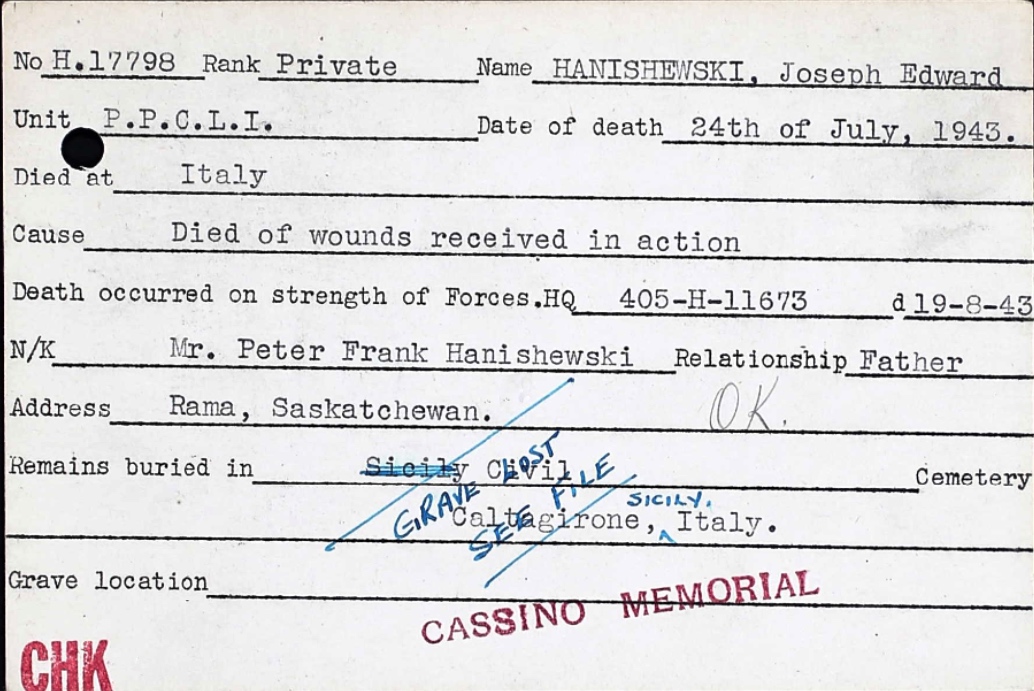 No H.17798 Rank Private Name HANISHEWSKI, Joseph Edward
Unit P.P.C.L.I. Date of death 24th of July, 1943.
Died at Italy
Cause Died of wounds received in action
Death occurred on strength of Forces.HQ 405-H-11673 d 19-8-43
N/K Mr. Peter Frank Hanishewski Relationship Father
Address Rama, Saskatchewan. OK.
Remains buried in Sicily Civil Cemetery
GRAVE LOST
SEE FILE
SICILY.
Caltagirone, Italy.
Grave location
CASSINO MEMORIAL
CHK